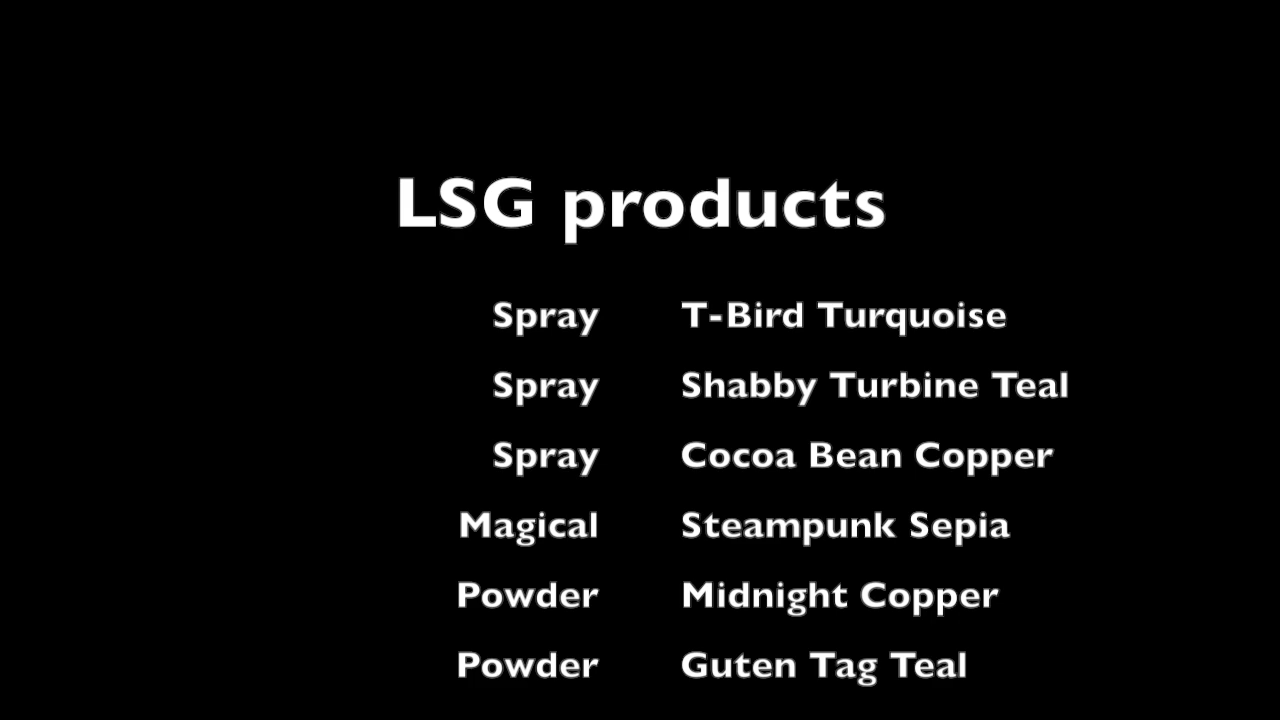 LSG products
Spray T-Bird Turquoise
Spray Shabby Turbine Teal
Spray Cocoa Bean Copper
Magical Steampunk Sepia
Powder Midnight Copper
Powder Guten Tag Teal